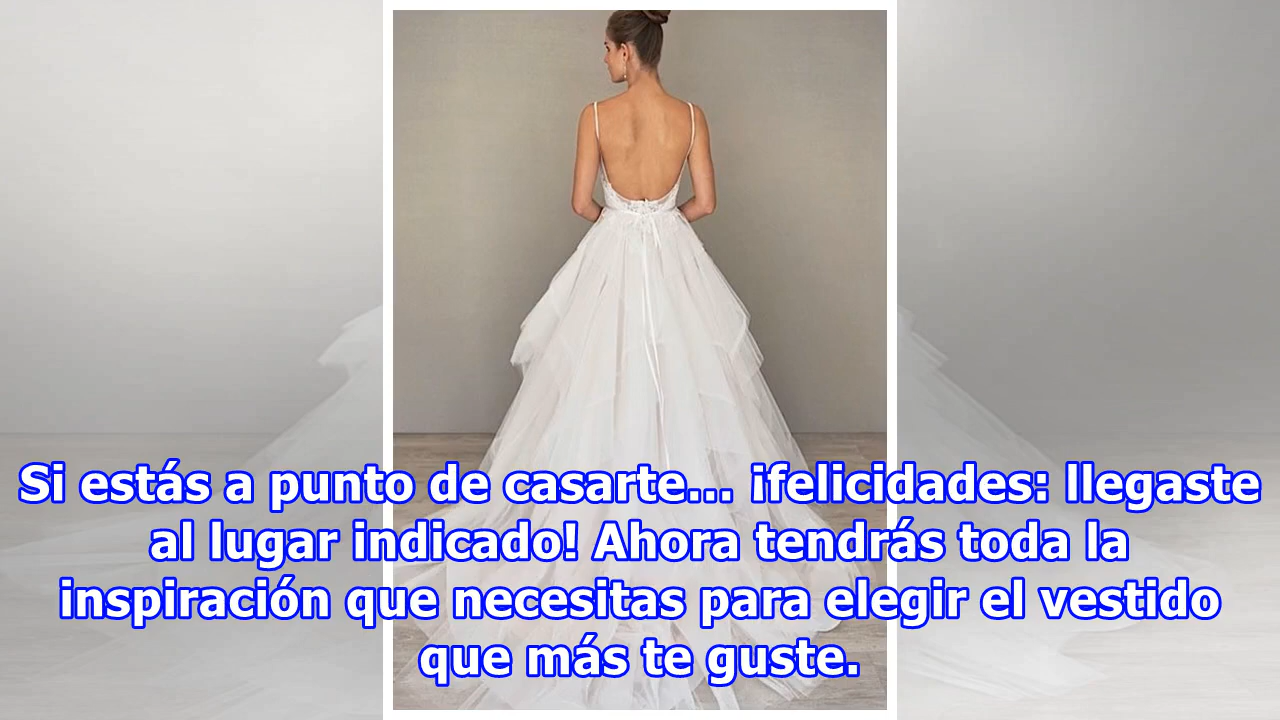 Si estás a punto de casarte... ¡felicidades: llegaste
al lugar indicado! Ahora tendrás toda la
inspiración que necesitas para elegir el vestido
que más te guste.